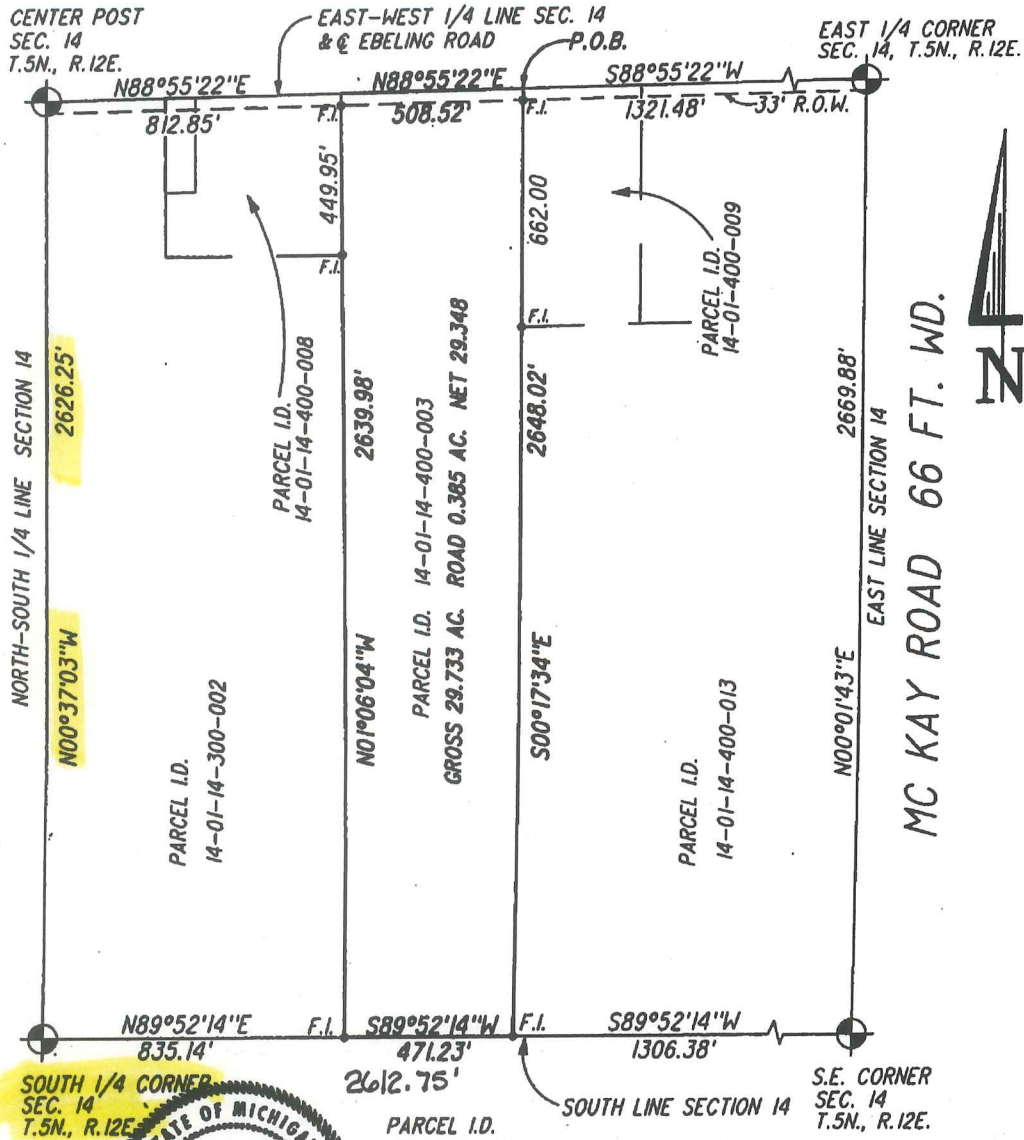 CENTER POST
SEC. 14
T.5N., R.12E.
EAST-WEST 1/4 LINE SEC. 14
& ℄ EBELING ROAD
P.O.B.
EAST 1/4 CORNER
SEC. 14, T.5N., R.12E.
N88°55'22"E
812.85'
N88°55'22"E
508.52'
S88°55'22"W
1321.48'
33' R.O.W.
F.I.
F.I.
449.95'
662.00
F.I.
F.I.
PARCEL I.D.
14-01-400-009
PARCEL I.D.
14-01-14-400-008
NORTH-SOUTH 1/4 LINE SECTION 14
2626.25'
N00°37'03"W
2639.98'
N01°06'04"W
PARCEL I.D. 14-01-14-400-003
GROSS 29.733 AC. ROAD 0.385 AC. NET 29.348
2648.02'
S00°17'34"E
2669.88'
N00°01'43"E
EAST LINE SECTION 14
MC KAY ROAD 66 FT. WD.
N
PARCEL I.D.
14-01-14-300-002
PARCEL I.D.
14-01-14-400-013
N89°52'14"E
835.14'
F.I.
S89°52'14"W
471.23'
F.I.
S89°52'14"W
1306.38'
2612.75'
SOUTH 1/4 CORNER
SEC. 14
T.5N., R.12E
STATE OF MICHIGAN
PARCEL I.D.
SOUTH LINE SECTION 14
S.E. CORNER
SEC. 14
T.5N., R.12E.